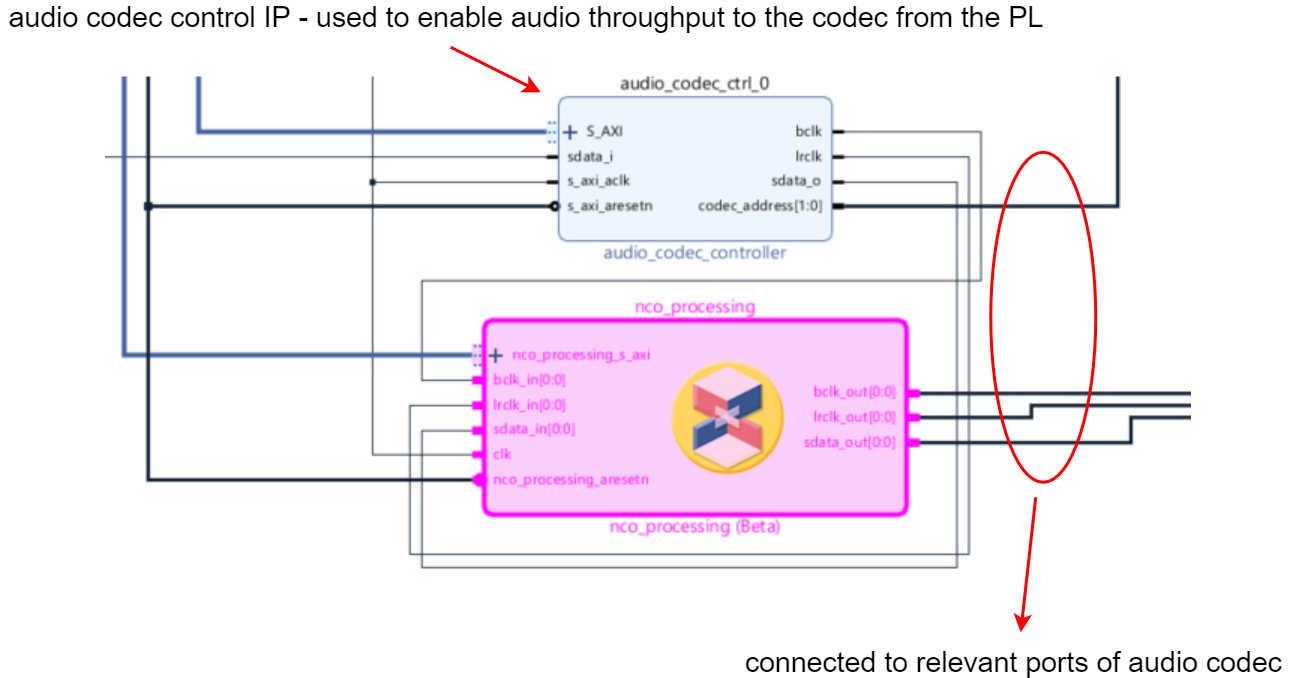 audio codec control IP - used to enable audio throughput to the codec from the PL
audio_codec_ctrl_0
S_AXI
sdata_i
s_axi_aclk
s_axi_aresetn
bclk
lrclk
sdata_o
codec_address[1:0]
audio_codec_controller
nco_processing
nco_processing_s_axi
bclk_in[0:0]
lrclk_in[0:0]
sdata_in[0:0]
clk
nco_processing_aresetn
bclk_out[0:0]
lrclk_out[0:0]
sdata_out[0:0]
nco_processing (Beta)
connected to relevant ports of audio codec